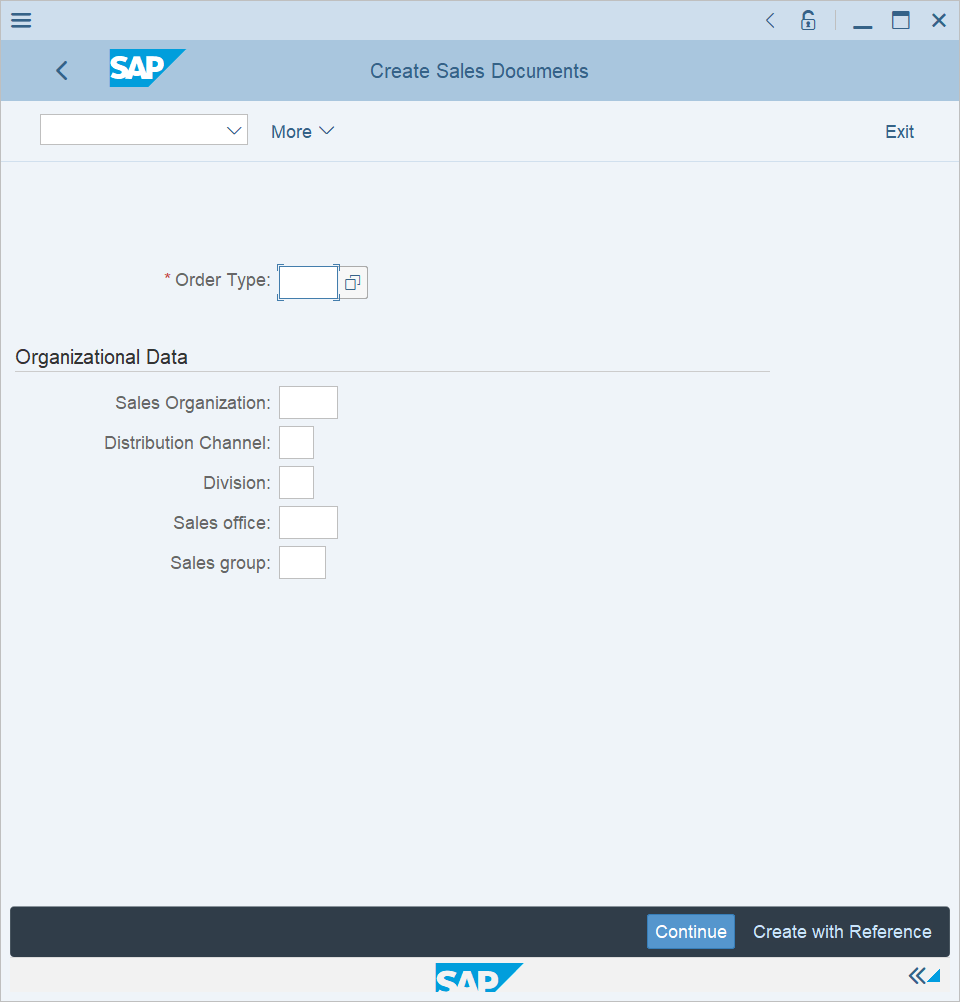 SAP
Create Sales Documents
More
Exit
* Order Type:
Organizational Data
Sales Organization:
Distribution Channel:
Division:
Sales office:
Sales group:
Continue
Create with Reference
SAP